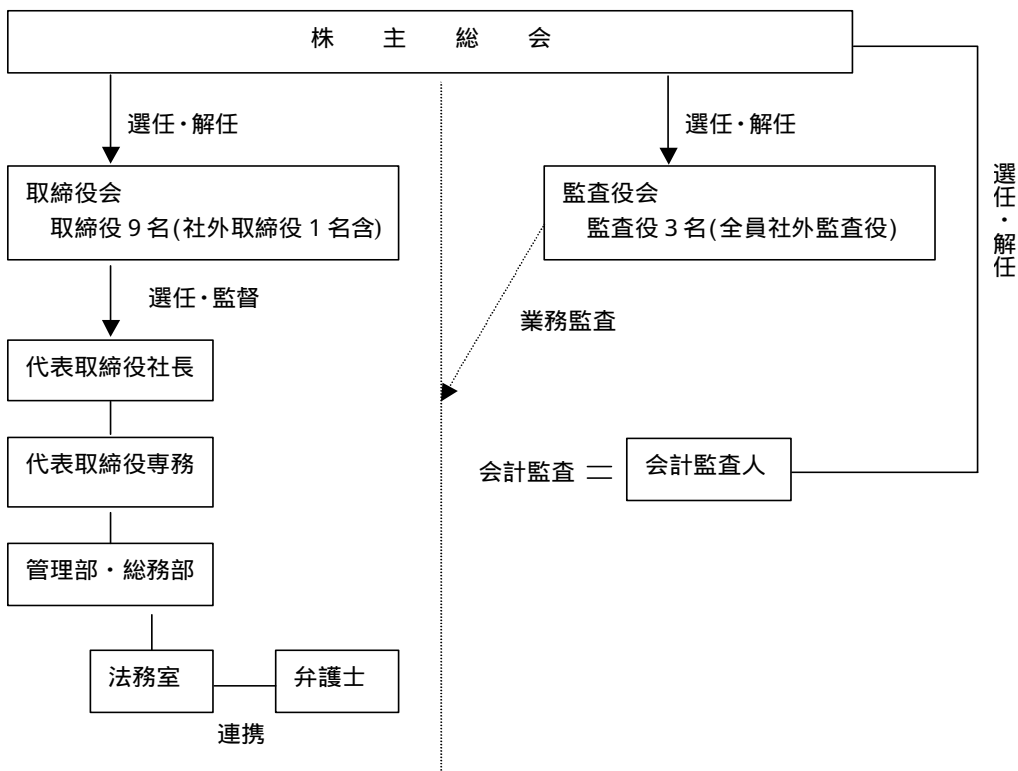 株主総会
選任・解任
選任・解任
選任・解任
取締役会
取締役9名(社外取締役1名含)
監査役会
監査役3名(全員社外監査役)
選任・監督
業務監査
代表取締役社長
代表取締役専務
会計監査
会計監査人
管理部・総務部
法務室
弁護士
連携